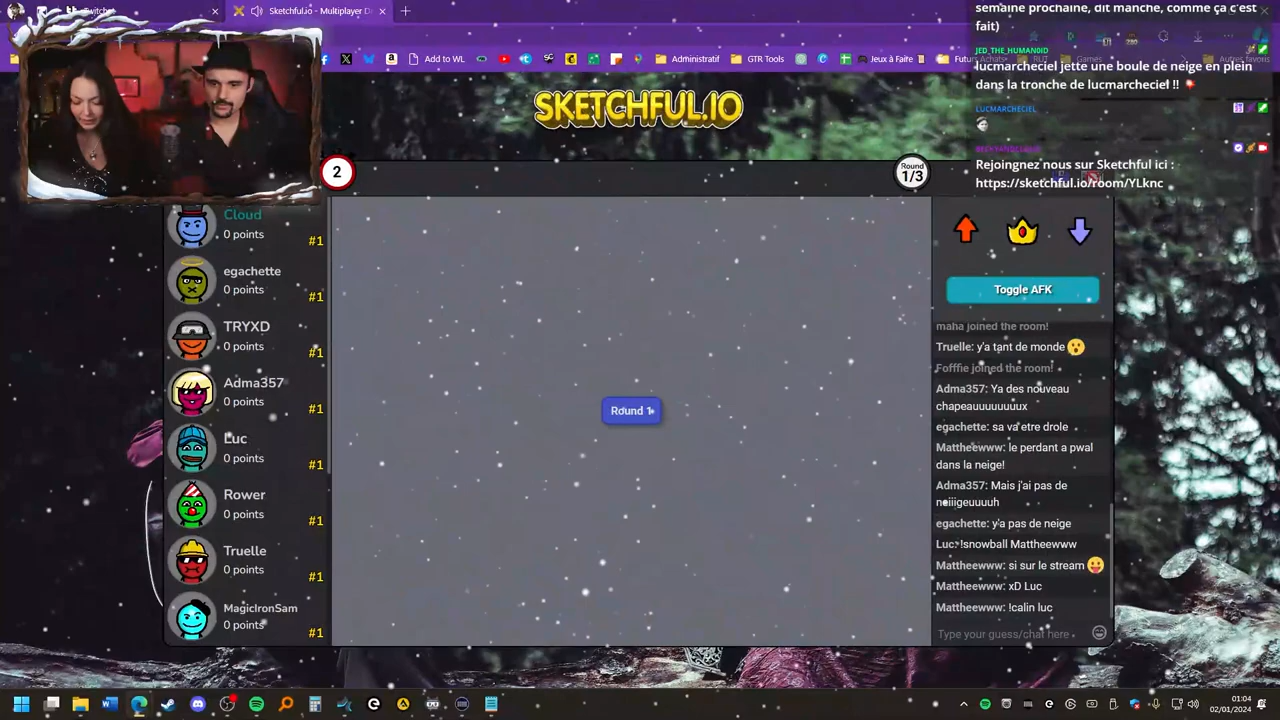 Sketchful.io - Multiplayer D
Add to WL
Administratif
GTR Tools
Jeux à Faire
semaine prochaine, dit manche, comme ça c'est
fait)
JED_THE_HUMAN0ID
lucmarcheciel jette une boule de neige en plein
dans la tronche de lucmarcheciel !!
LUCMARCHECIEL
Rejoignez nous sur Sketchful ici :
https://sketchful.io/room/YLknc
SKETCHFUL.IO
2
Round
1/3
Cloud
0 points
#1
egachette
0 points
#1
TRYXD
0 points
#1
Adma357
0 points
#1
Luc
0 points
#1
Rower
0 points
#1
Truelle
0 points
#1
MagicIronSam
0 points
#1
Round 1
Toggle AFK
maha joined the room!
Truelle: y'a tant de monde
Fofffie joined the room!
Adma357: Ya des nouveau
chapeauuuuuuuux
egachette: sa va etre drole
Mattheewww: le perdant a pwal
dans la neige!
Adma357: Mais j'ai pas de
neiiigeuuuuh
egachette: y'a pas de neige
Luc: !snowball Mattheewww
Mattheewww: si sur le stream
Mattheewww: xD Luc
Mattheewww: !calin luc
Type your guess/chat here
01:04
02/01/2024